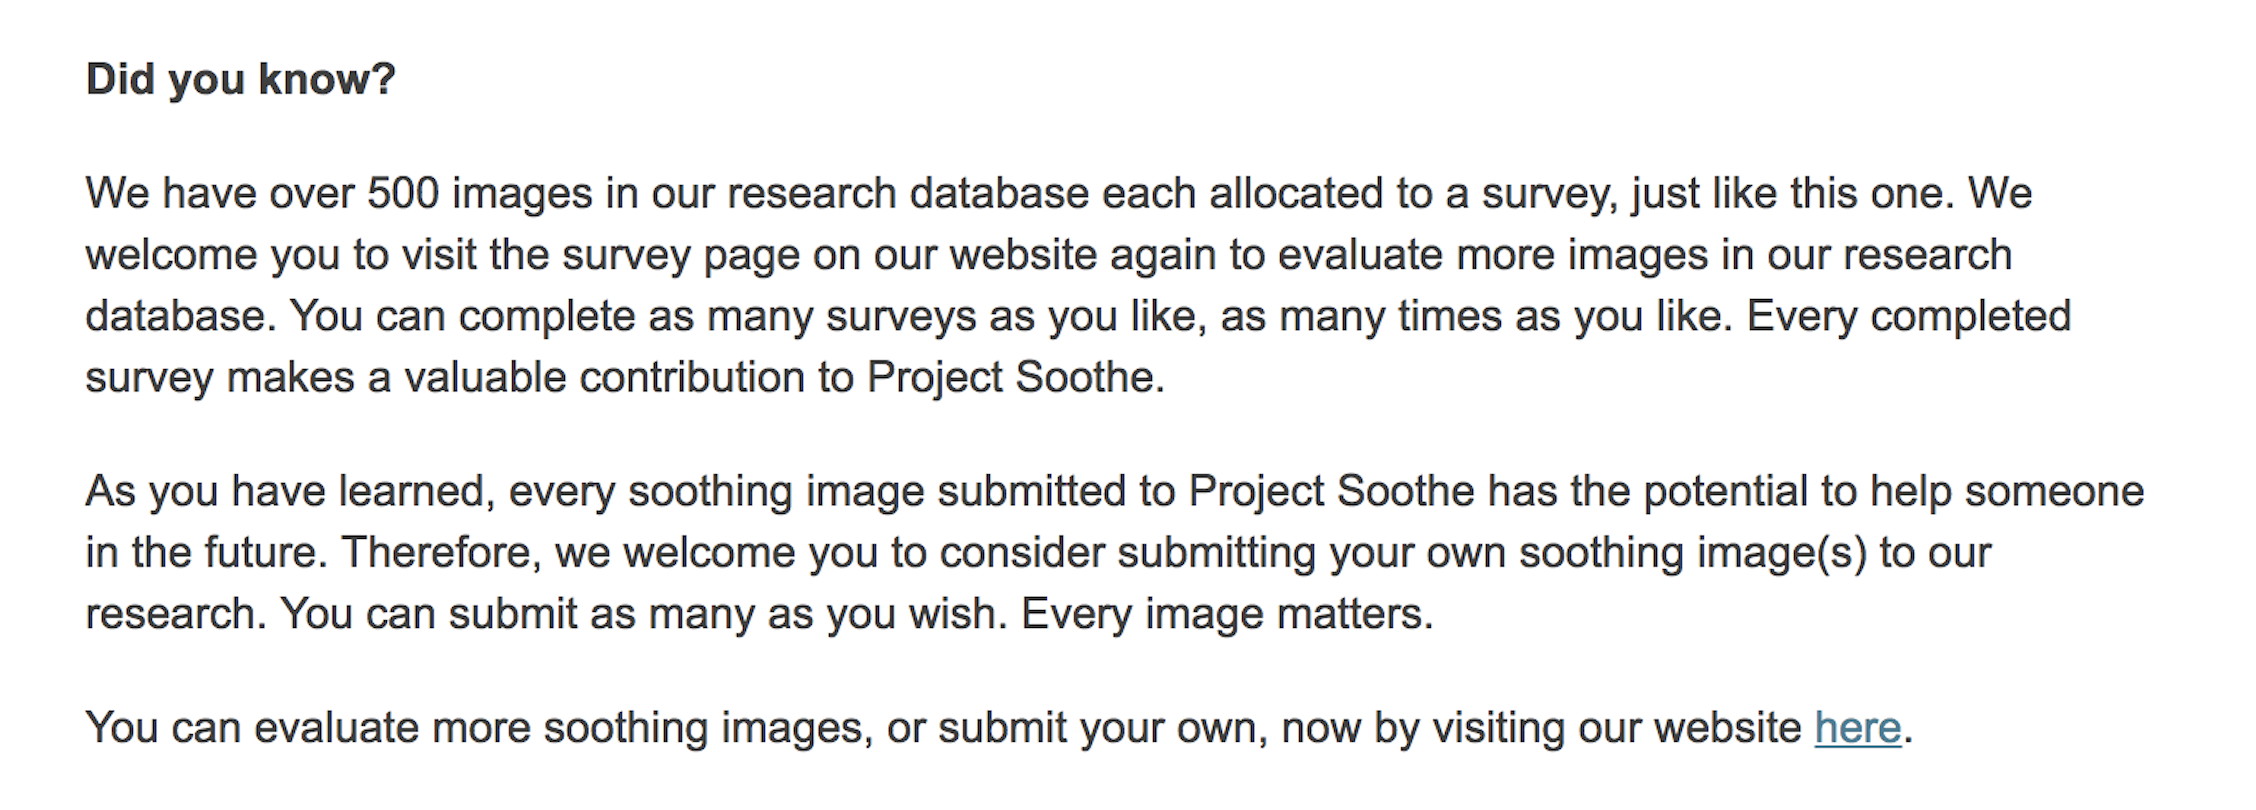 Did you know?
We have over 500 images in our research database each allocated to a survey, just like this one. We
welcome you to visit the survey page on our website again to evaluate more images in our research
database. You can complete as many surveys as you like, as many times as you like. Every completed
survey makes a valuable contribution to Project Soothe.
As you have learned, every soothing image submitted to Project Soothe has the potential to help someone
in the future. Therefore, we welcome you to consider submitting your own soothing image(s) to our
research. You can submit as many as you wish. Every image matters.
You can evaluate more soothing images, or submit your own, now by visiting our website here.